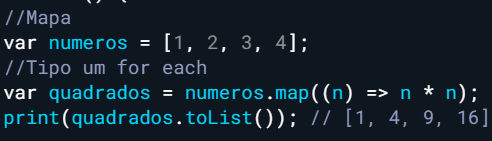 //Mapa
var numeros = [1, 2, 3, 4];
//Tipo um for each
var quadrados = numeros.map((n) => n * n);
print(quadrados.toList()); // [1, 4, 9, 16]